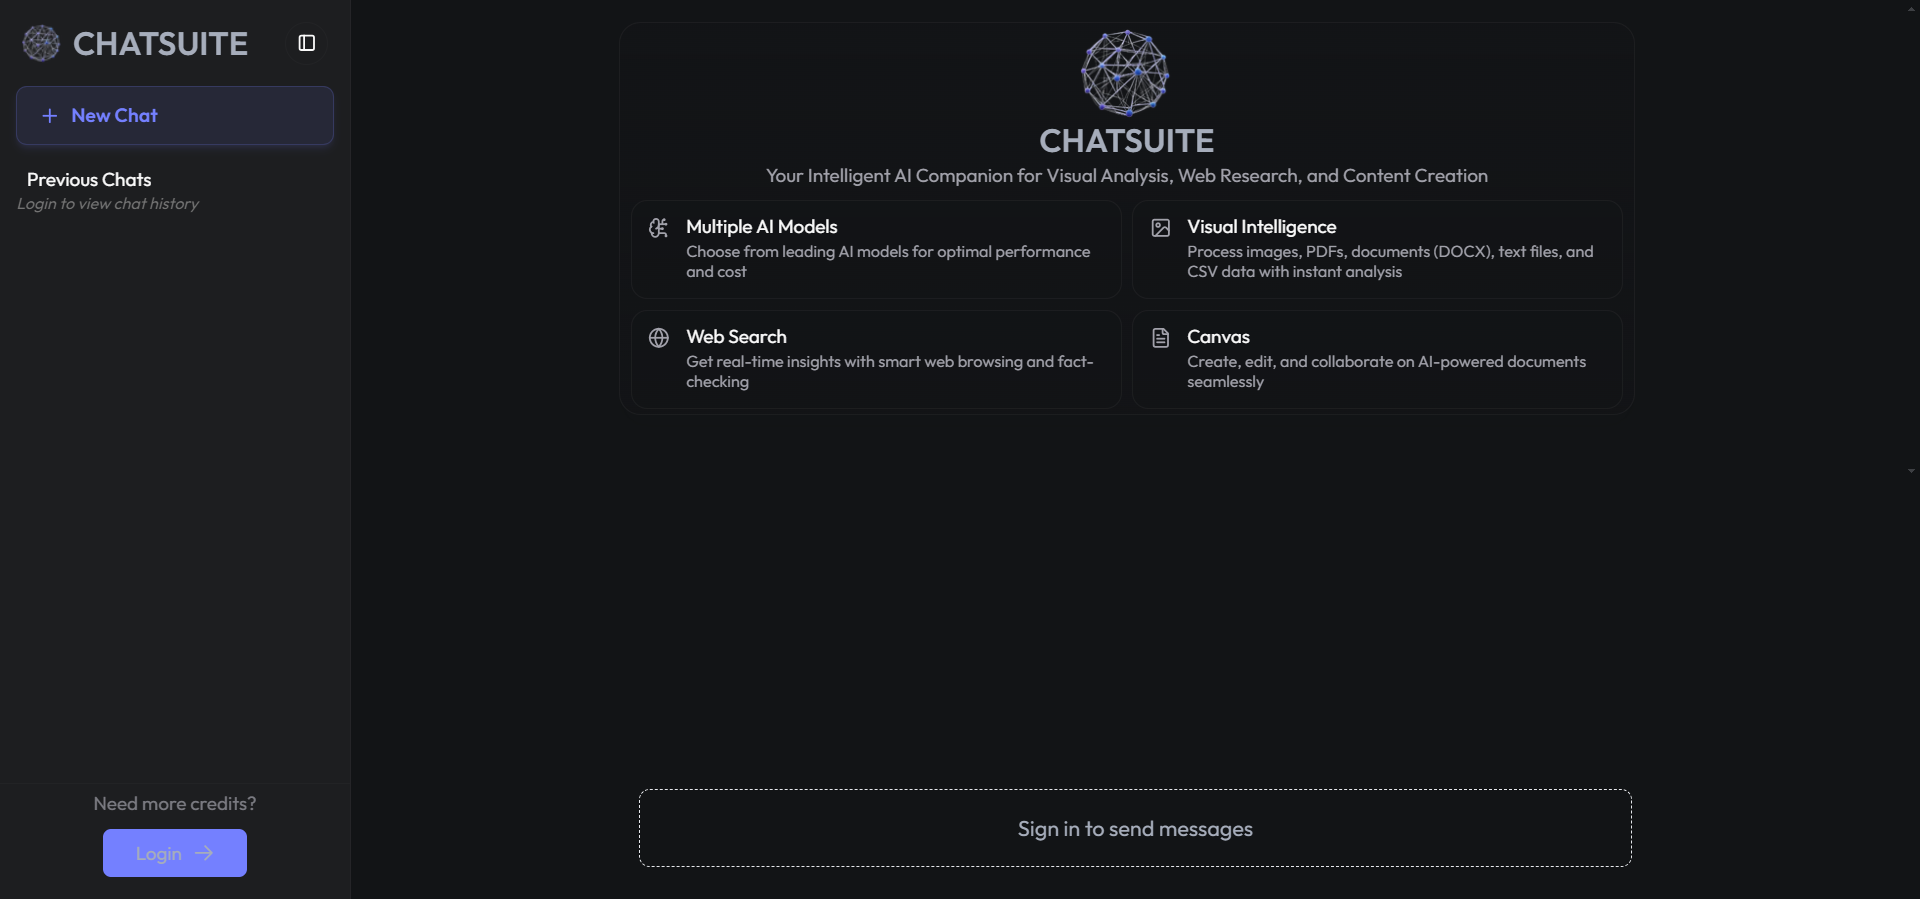 CHATSUITE
New Chat
Previous Chats
Login to view chat history
Need more credits?
Login
CHATSUITE
Your Intelligent AI Companion for Visual Analysis, Web Research, and Content Creation
Multiple AI Models
Choose from leading AI models for optimal performance
and cost
Visual Intelligence
Process images, PDFs, documents (DOCX), text files, and
CSV data with instant analysis
Web Search
Get real-time insights with smart web browsing and fact-
checking
Canvas
Create, edit, and collaborate on AI-powered documents
seamlessly
Sign in to send messages